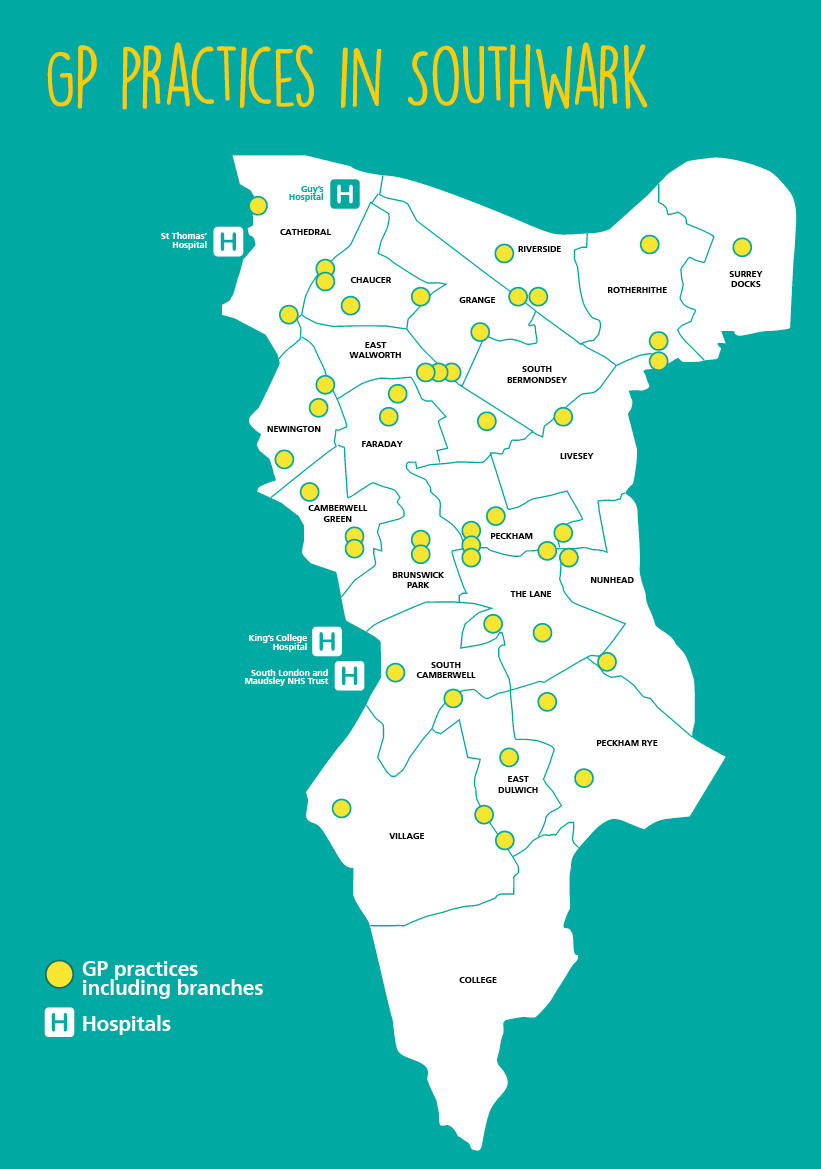 GP PRACTICES IN SOUTHWARK
Guy's
Hospital
H
St Thomas'
Hospital
H
CATHEDRAL
RIVERSIDE
CHAUCER
SURREY
DOCKS
ROTHERHITHE
GRANGE
EAST
WALWORTH
SOUTH
BERMONDSEY
NEWINGTON
FARADAY
LIVESEY
CAMBERWELL
GREEN
PECKHAM
BRUNSWICK
PARK
NUNHEAD
THE LANE
King's College
Hospital
H
South London and
Maudsley NHS Trust
H
SOUTH
CAMBERWELL
PECKHAM RYE
EAST
DULWICH
VILLAGE
GP practices
including branches
COLLEGE
H
Hospitals